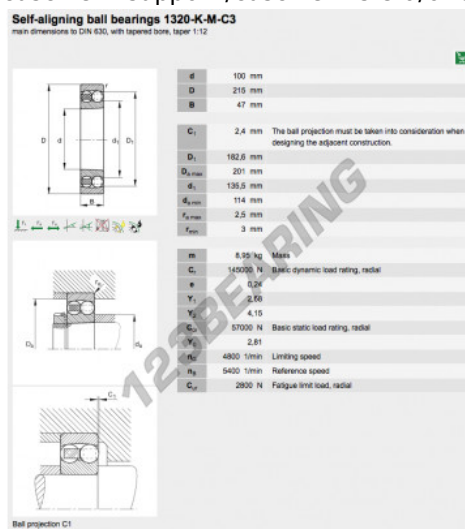 Self-aligning ball bearings 1320-K-M-C3
main dimensions to DIN 630, with tapered bore, taper 1:12
d 100 mm
D 215 mm
B 47 mm
C1 2,4 mm The ball projection must be taken into consideration when
designing the adjacent construction.
D1 182,6 mm
Da max 201 mm
d1 135,5 mm
da min 114 mm
ra max 2,5 mm
rmin 3 mm
m 8,95 kg Mass
Cr 145000 N Basic dynamic load rating, radial
e 0,24
Y1 2,68
Y2 4,15
C0r 57000 N Basic static load rating, radial
Y0 2,81
nG 4800 1/min Limiting speed
nB 5400 1/min Reference speed
Cur 2800 N Fatigue limit load, radial
123BEARING
D d d1 D1
B
r
ra
Da da
C1
Ball projection C1